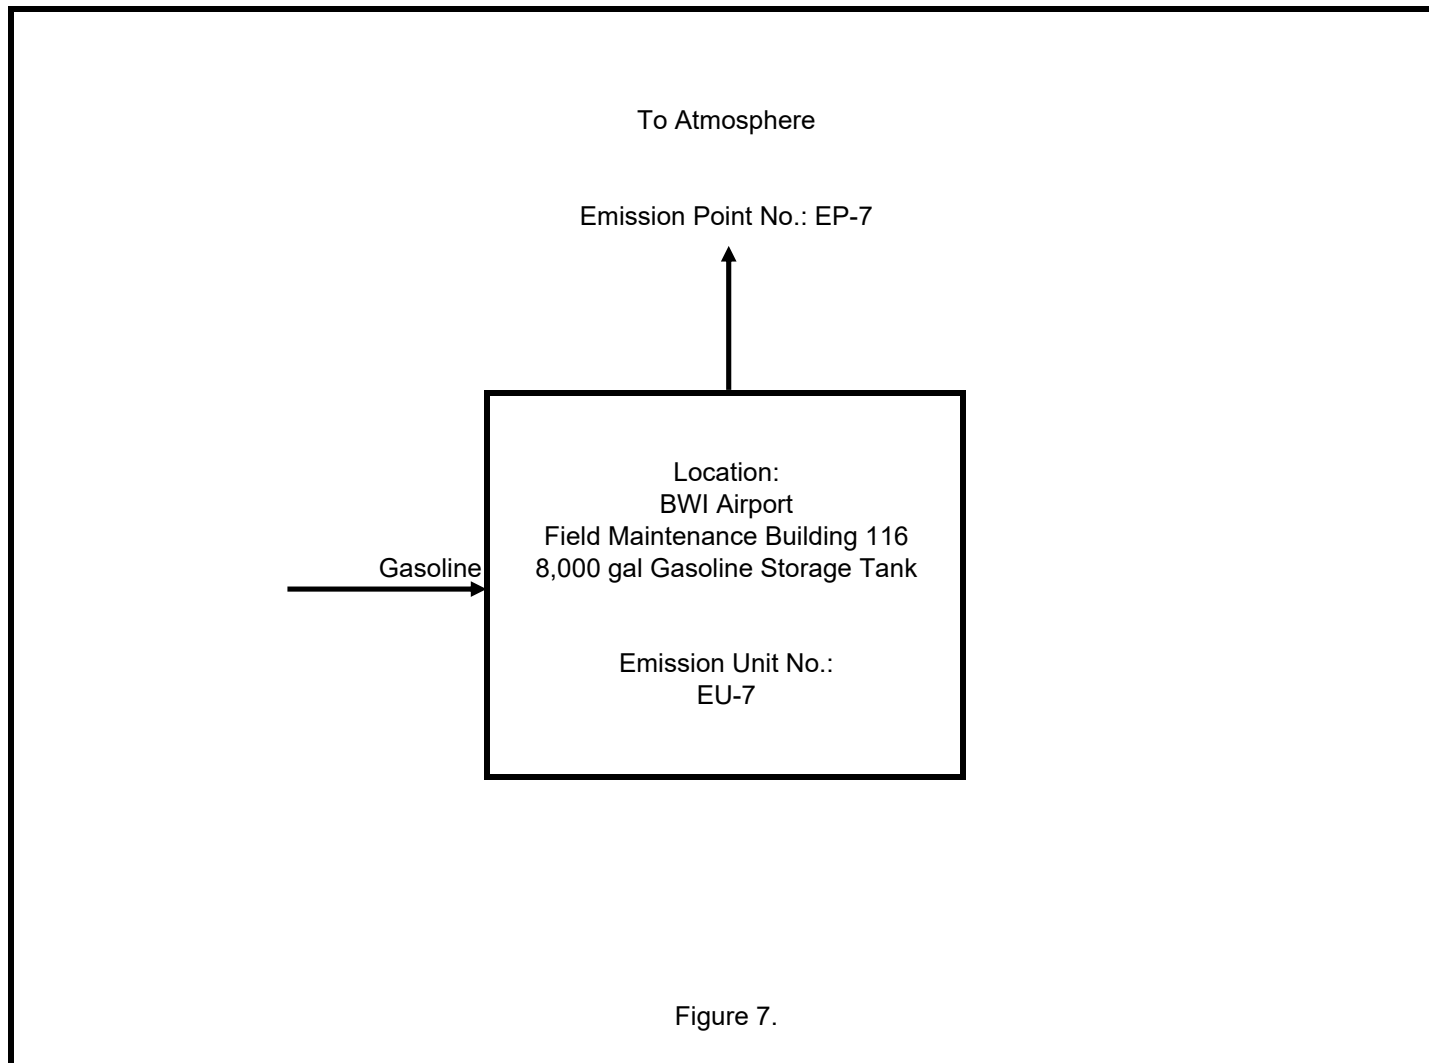 To Atmosphere
Emission Point No.: EP-7
Location:
BWI Airport
Field Maintenance Building 116
Gasoline
8,000 gal Gasoline Storage Tank
Emission Unit No.:
EU-7
Figure 7.